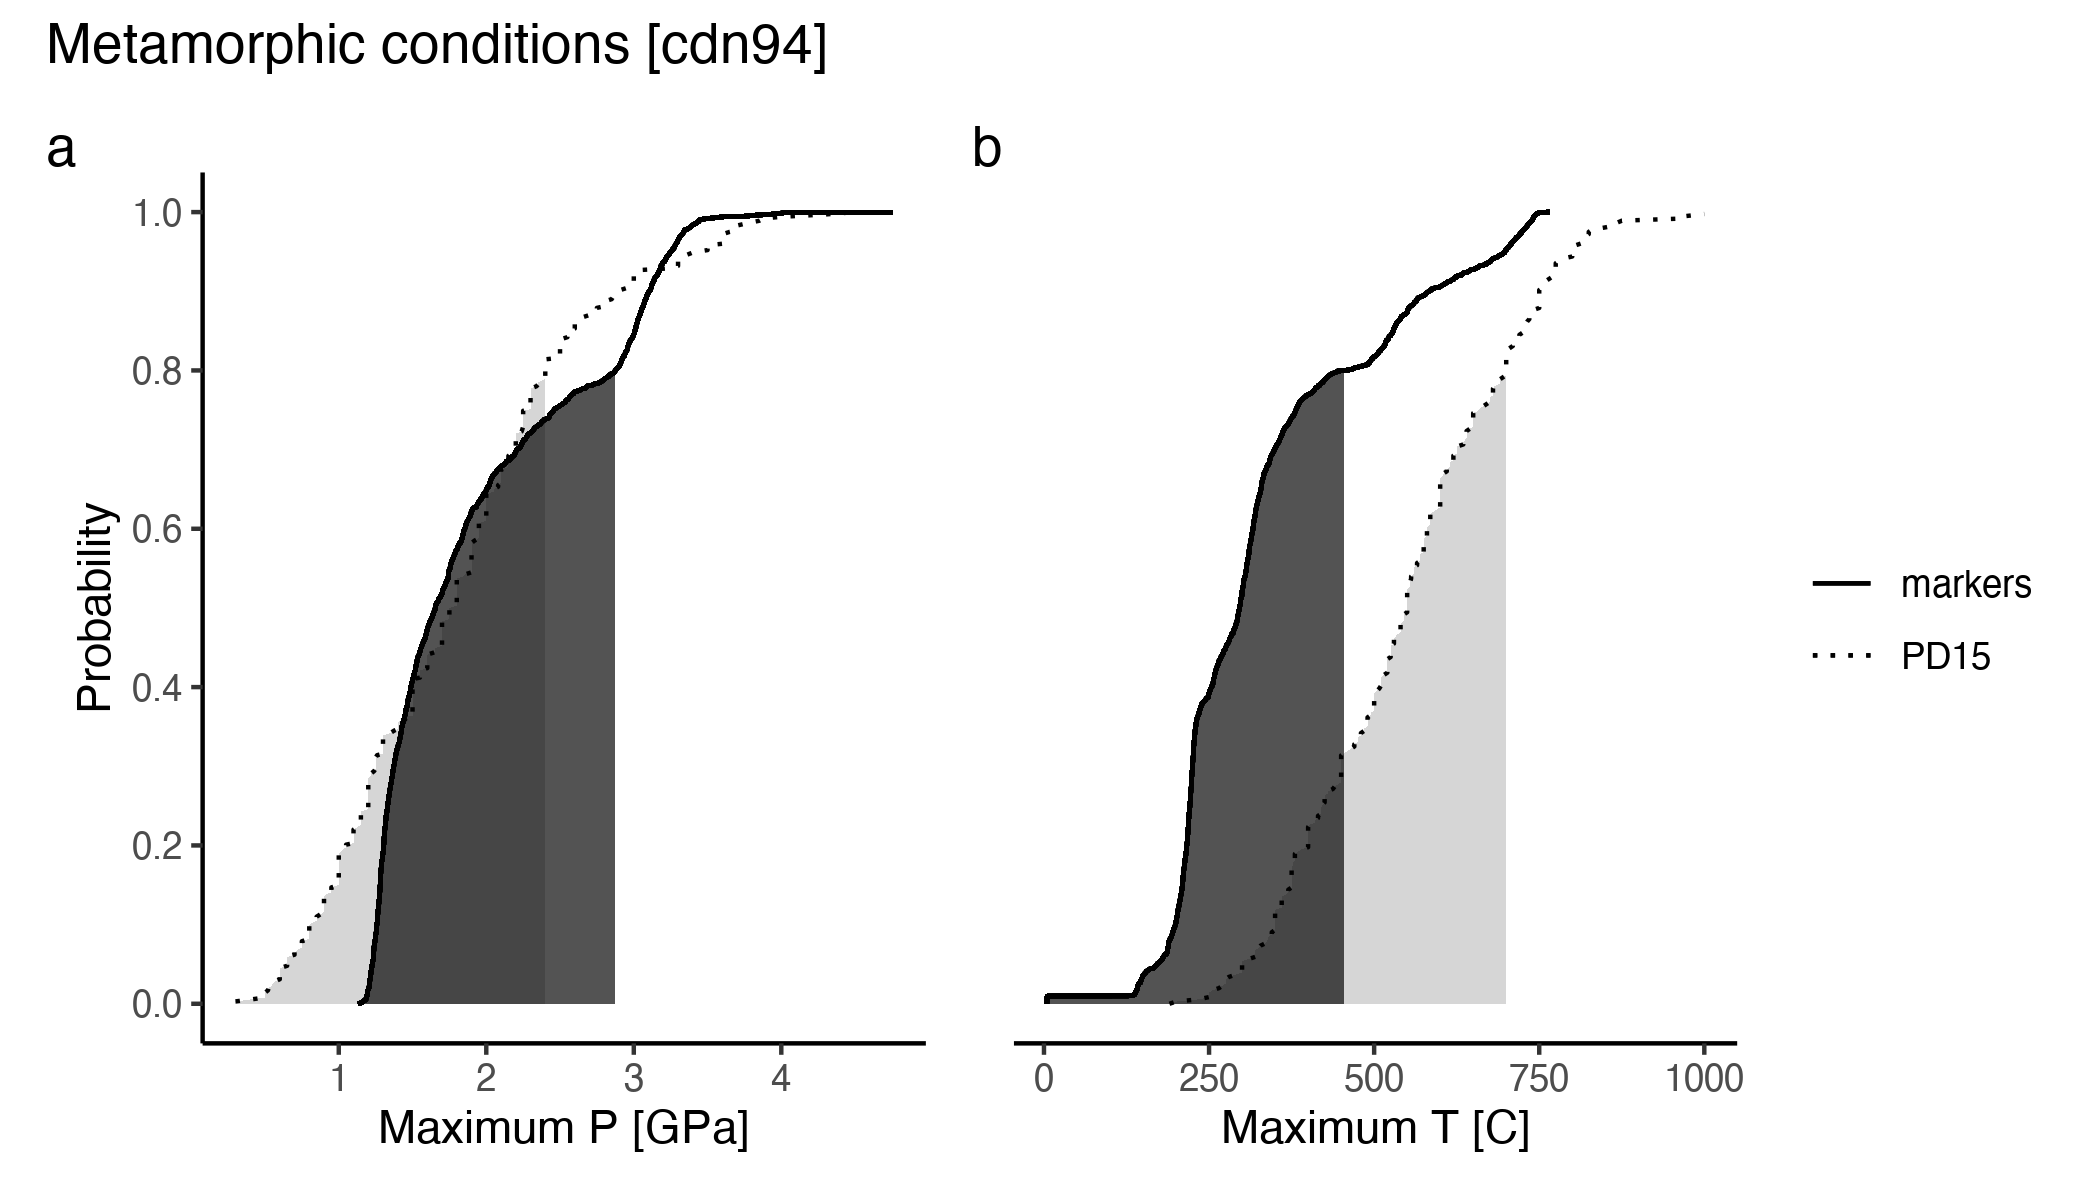 Metamorphic conditions [cdn94]
a
b
Probability
1.0
0.8
0.6
0.4
0.2
0.0
1 2 3 4
Maximum P [GPa]
0 250 500 750 1000
Maximum T [C]
markers
PD15